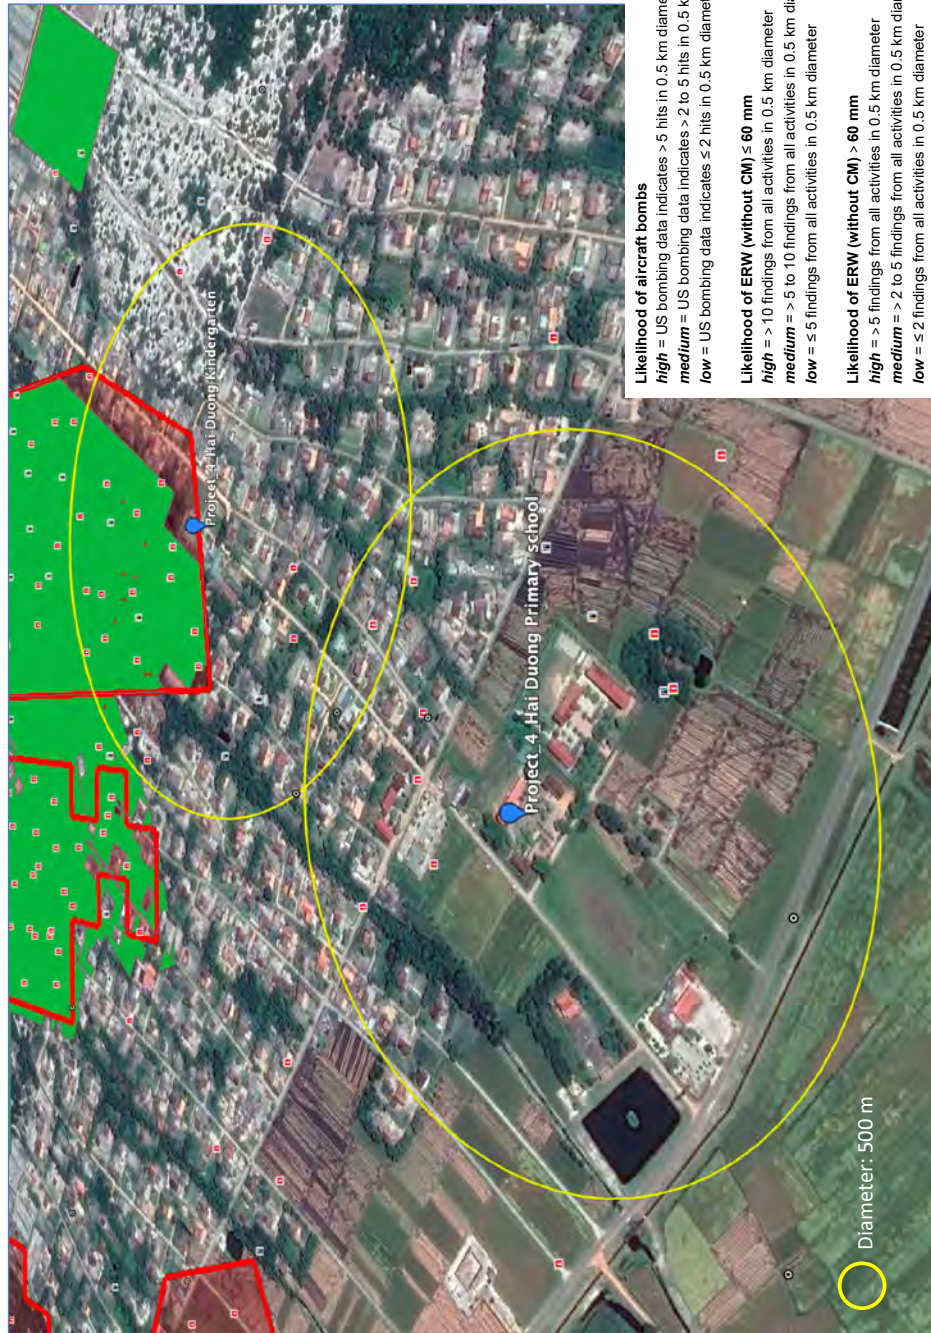 Project_4_Hai Duong Kindergarten
Project_4_Hai Duong Primary school
Diameter: 500 m
Likelihood of aircraft bombs
high = US bombing data indicates > 5 hits in 0.5 km
medium = US bombing data indicates > 2 to 5 hits in 0.5
low = US bombing data indicates ≤ 2 hits in 0.5 km
Likelihood of ERW (without CM) ≤ 60 mm
high = > 10 findings from all activities in 0.5 km diameter
medium = > 5 to 10 findings from all activities in 0.5 km
low = ≤ 5 findings from all activities in 0.5 km diameter
Likelihood of ERW (without CM) > 60 mm
high = > 5 findings from all activities in 0.5 km diameter
medium = > 2 to 5 findings from all activities in 0.5 km
low = ≤ 2 findings from all activities in 0.5 km diameter